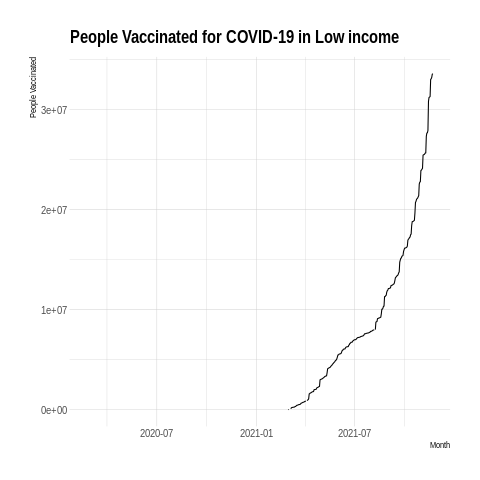 People Vaccinated for COVID-19 in Low income
People Vaccinated
3e+07
2e+07
1e+07
0e+00
2020-07 2021-01 2021-07
Month